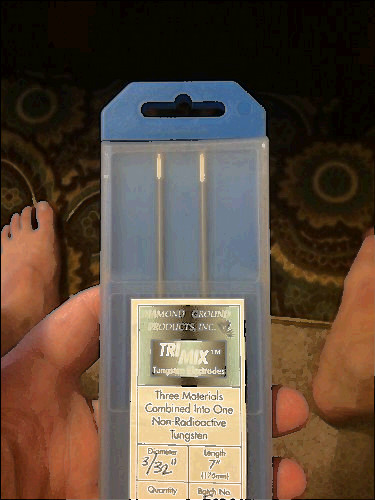 DIAMOND GROUND
PRODUCTS, INC.
TRI MIX™
Tungsten Electrodes
Three Materials
Combined Into One
Non-Radioactive
Tungsten
Diameter Length
3/32" 7"
(175mm)
Quantity Batch No.